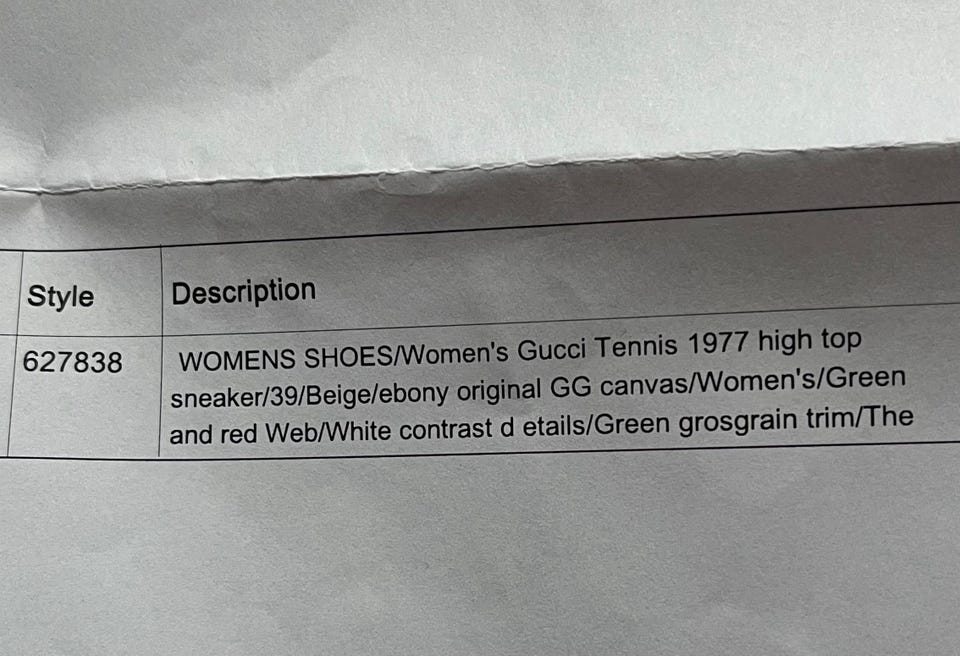 Style Description
627838 WOMENS SHOES/Women's Gucci Tennis 1977 high top
sneaker/39/Beige/ebony original GG canvas/Women's/Green
and red Web/White contrast d etails/Green grosgrain trim/The